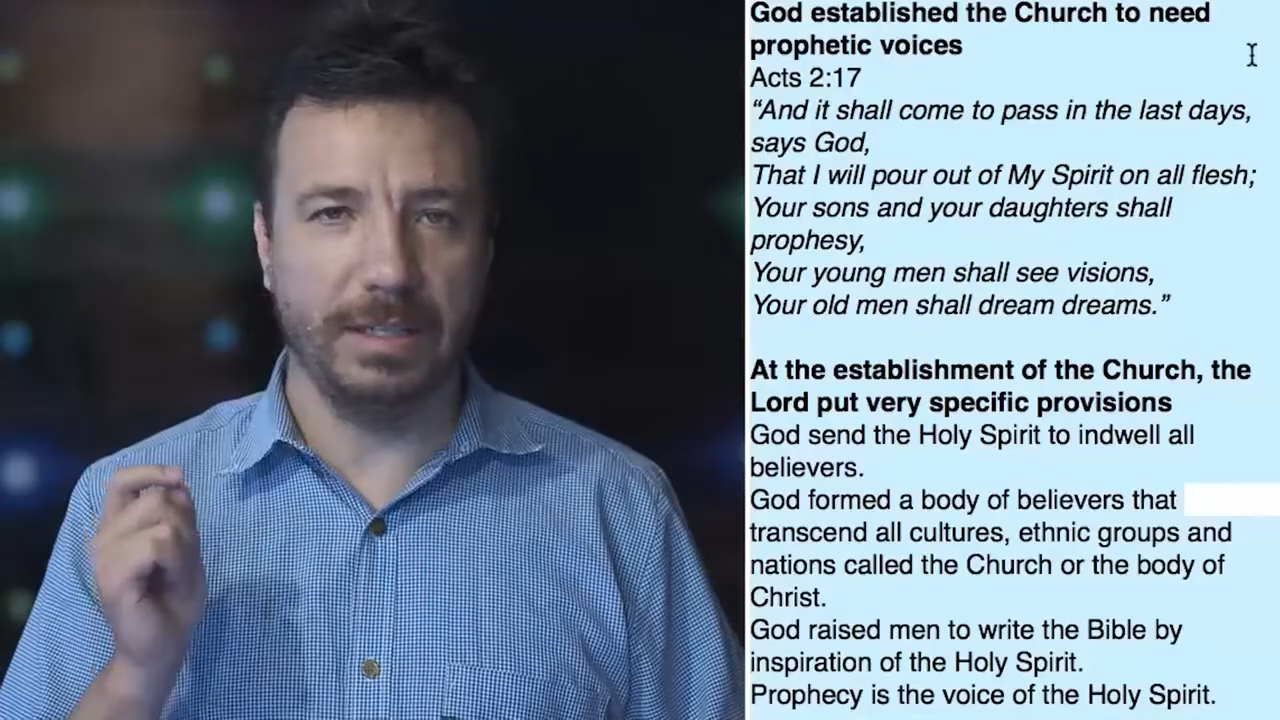 God established the Church to need
prophetic voices
Acts 2:17
“And it shall come to pass in the last days,
says God,
That I will pour out of My Spirit on all flesh;
Your sons and your daughters shall
prophesy,
Your young men shall see visions,
Your old men shall dream dreams.”
At the establishment of the Church, the
Lord put very specific provisions
God send the Holy Spirit to indwell all
believers.
God formed a body of believers that
transcend all cultures, ethnic groups and
nations called the Church or the body of
Christ.
God raised men to write the Bible by
inspiration of the Holy Spirit.
Prophecy is the voice of the Holy Spirit.